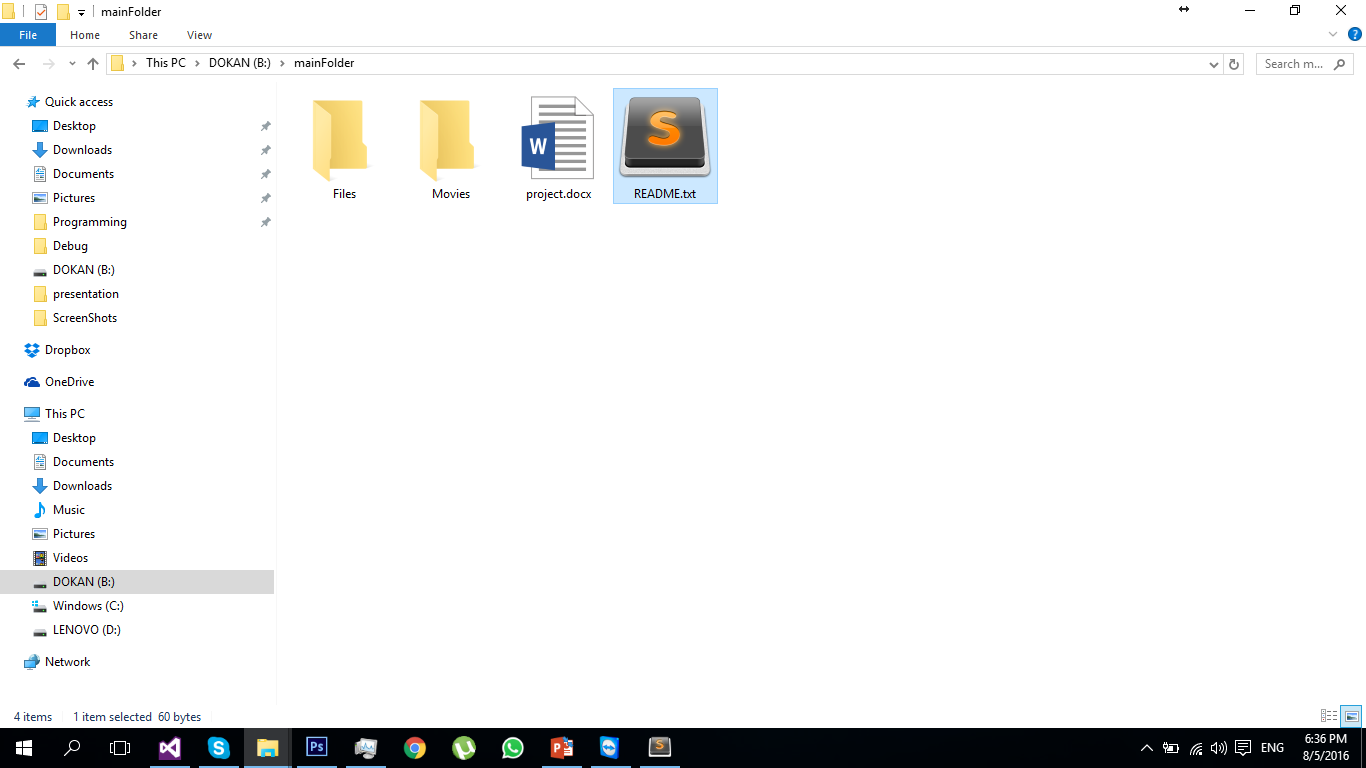 mainFolder
File Home Share View
This PC DOKAN (B:) mainFolder
Search m...
Quick access
Desktop
Downloads
Documents
Pictures
Programming
Debug
DOKAN (B:)
presentation
ScreenShots
Dropbox
OneDrive
This PC
Desktop
Documents
Downloads
Music
Pictures
Videos
DOKAN (B:)
Windows (C:)
LENOVO (D:)
Network
W
S
Files Movies project.docx README.txt
4 items 1 item selected 60 bytes
Ps
ENG
6:36 PM
8/5/2016